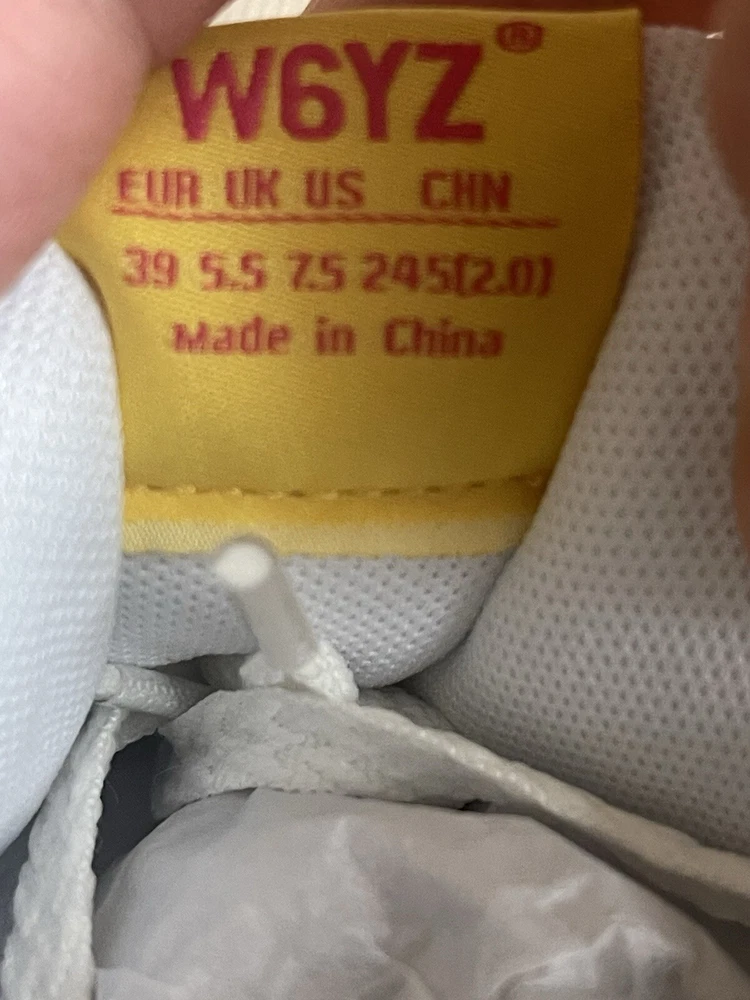 W6YZ®
EUR UK US CHN
39 5.5 7.5 245(2.0)
Made in China